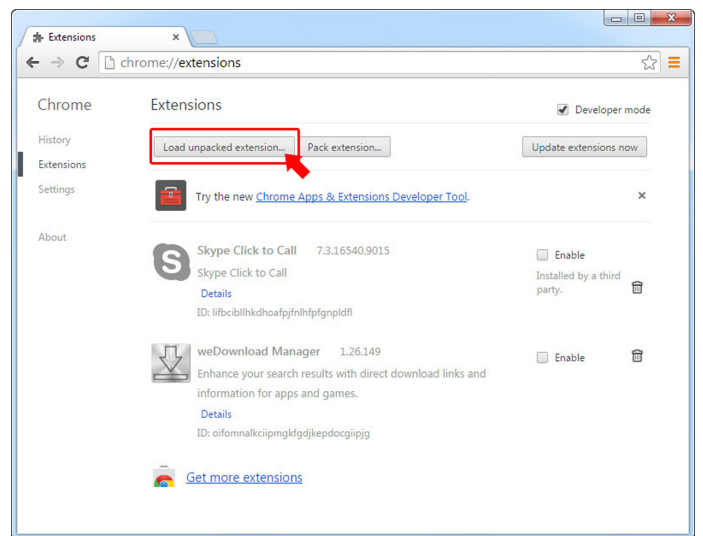 Extensions
chrome://extensions
Chrome
Extensions
Developer mode
History
Load unpacked extension...
Pack extension...
Update extensions now
Extensions
Settings
Try the new Chrome Apps & Extensions Developer Tool.
About
Skype Click to Call 7.3.16540.9015
Enable
Skype Click to Call
Installed by a third
party.
Details
ID: lifbcibllhkdhoafpjfnlhfpfgnpldfl
weDownload Manager 1.26.149
Enable
Enhance your search results with direct download links and
information for apps and games.
Details
ID: oifomnalkciipmgkfgdjkepdocgiipjg
Get more extensions